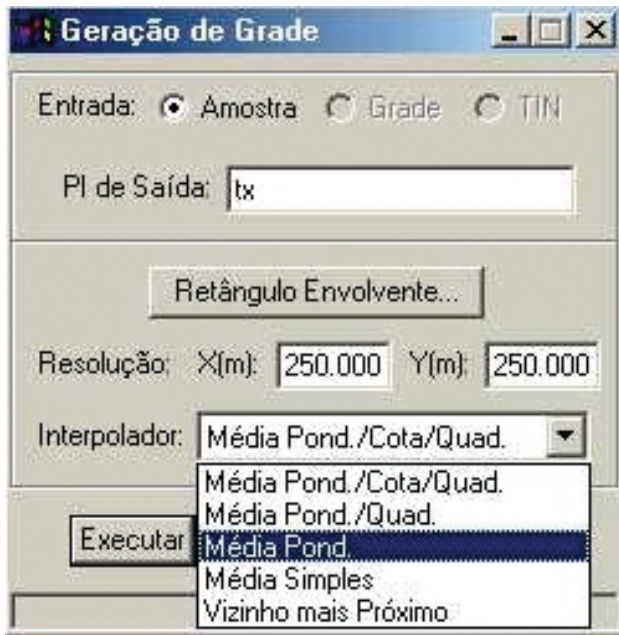 Geração de Grade
Entrada: Amostra Grade TIN
PI de Saída: tx
Retângulo Envolvente...
Resolução: X(m): 250.000 Y(m): 250.000
Interpolador: Média Pond./Cota/Quad.
Média Pond./Cota/Quad.
Média Pond./Quad.
Executar Média Pond.
Média Simples
Vizinho mais Próximo